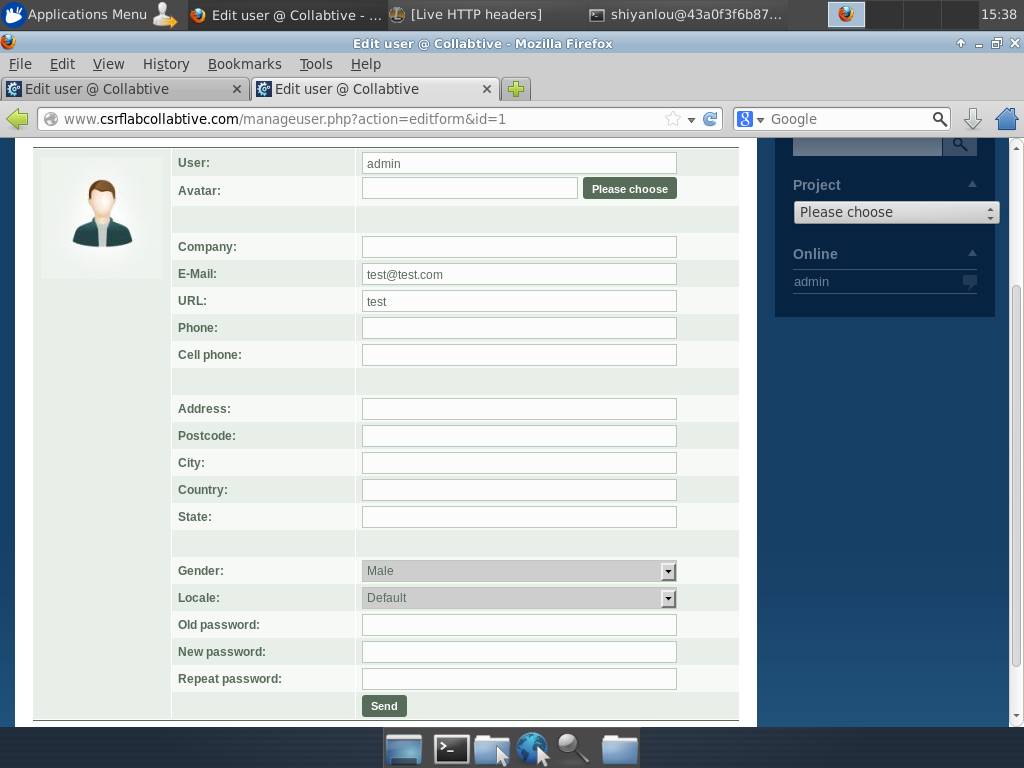 Applications Menu
Edit user @ Collabtive - ...
[Live HTTP headers]
shiyanlou@43a0f3f6b87...
15:38
Edit user @ Collabtive - Mozilla Firefox
File Edit View History Bookmarks Tools Help
Edit user @ Collabtive
Edit user @ Collabtive
www.csrflabcollabtive.com/manageuser.php?action=editform&id=1
Google
User: admin
Avatar: Please choose
Company:
E-Mail: test@test.com
URL: test
Phone:
Cell phone:
Address:
Postcode:
City:
Country:
State:
Gender: Male
Locale: Default
Old password:
New password:
Repeat password:
Send
Project
Please choose
Online
admin